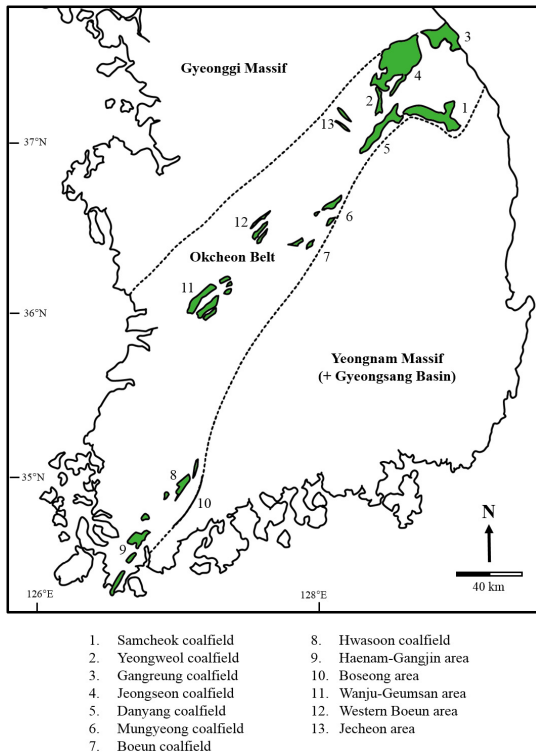 Gyeonggi Massif
3
4
2
1
13
37°N
5
6
12
7
Okcheon Belt
11
36°N
Yeongnam Massif
(+ Gyeongsang Basin)
8
35°N
10
N
9
40 km
126°E
128°E
1. Samcheok coalfield
2. Yeongweol coalfield
3. Gangreung coalfield
4. Jeongseon coalfield
5. Danyang coalfield
6. Mungyeong coalfield
7. Boeun coalfield
8. Hwasoon coalfield
9. Haenam-Gangjin area
10. Boseong area
11. Wanju-Geumsan area
12. Western Boeun area
13. Jecheon area